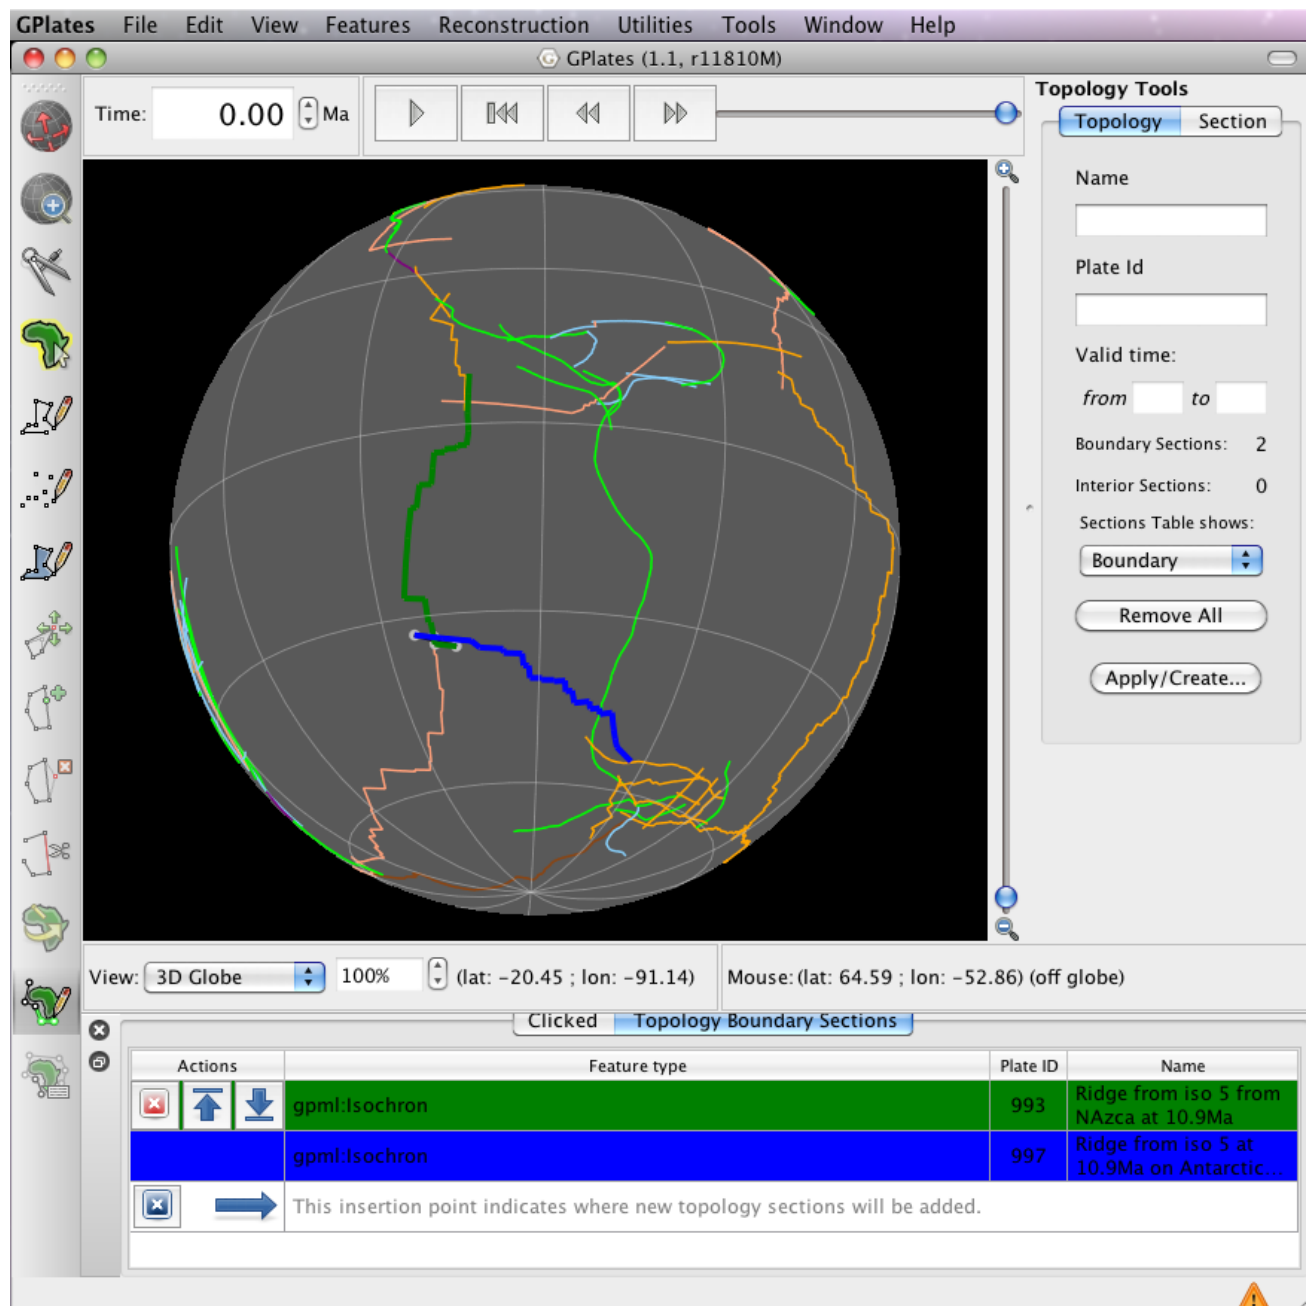 GPlates File Edit View Features Reconstruction Utilities Tools Window Help
GPlates (1.1, r11810M)
Time: 0.00 Ma
Topology Tools
Topology Section
Name
Plate Id
Valid time:
from to
Boundary Sections: 2
Interior Sections: 0
Sections Table shows:
Boundary
Remove All
Apply/Create...
View: 3D Globe 100% (lat: -20.45 ; lon: -91.14) Mouse: (lat: 64.59 ; lon: -52.86) (off globe)
Clicked Topology Boundary Sections
Actions Feature type Plate ID Name
gpml:Isochron 993 Ridge from iso 5 from
NAzca at 10.9Ma
gpml:Isochron 997 Ridge from iso 5 at
10.9Ma on Antarctic...
This insertion point indicates where new topology sections will be added.